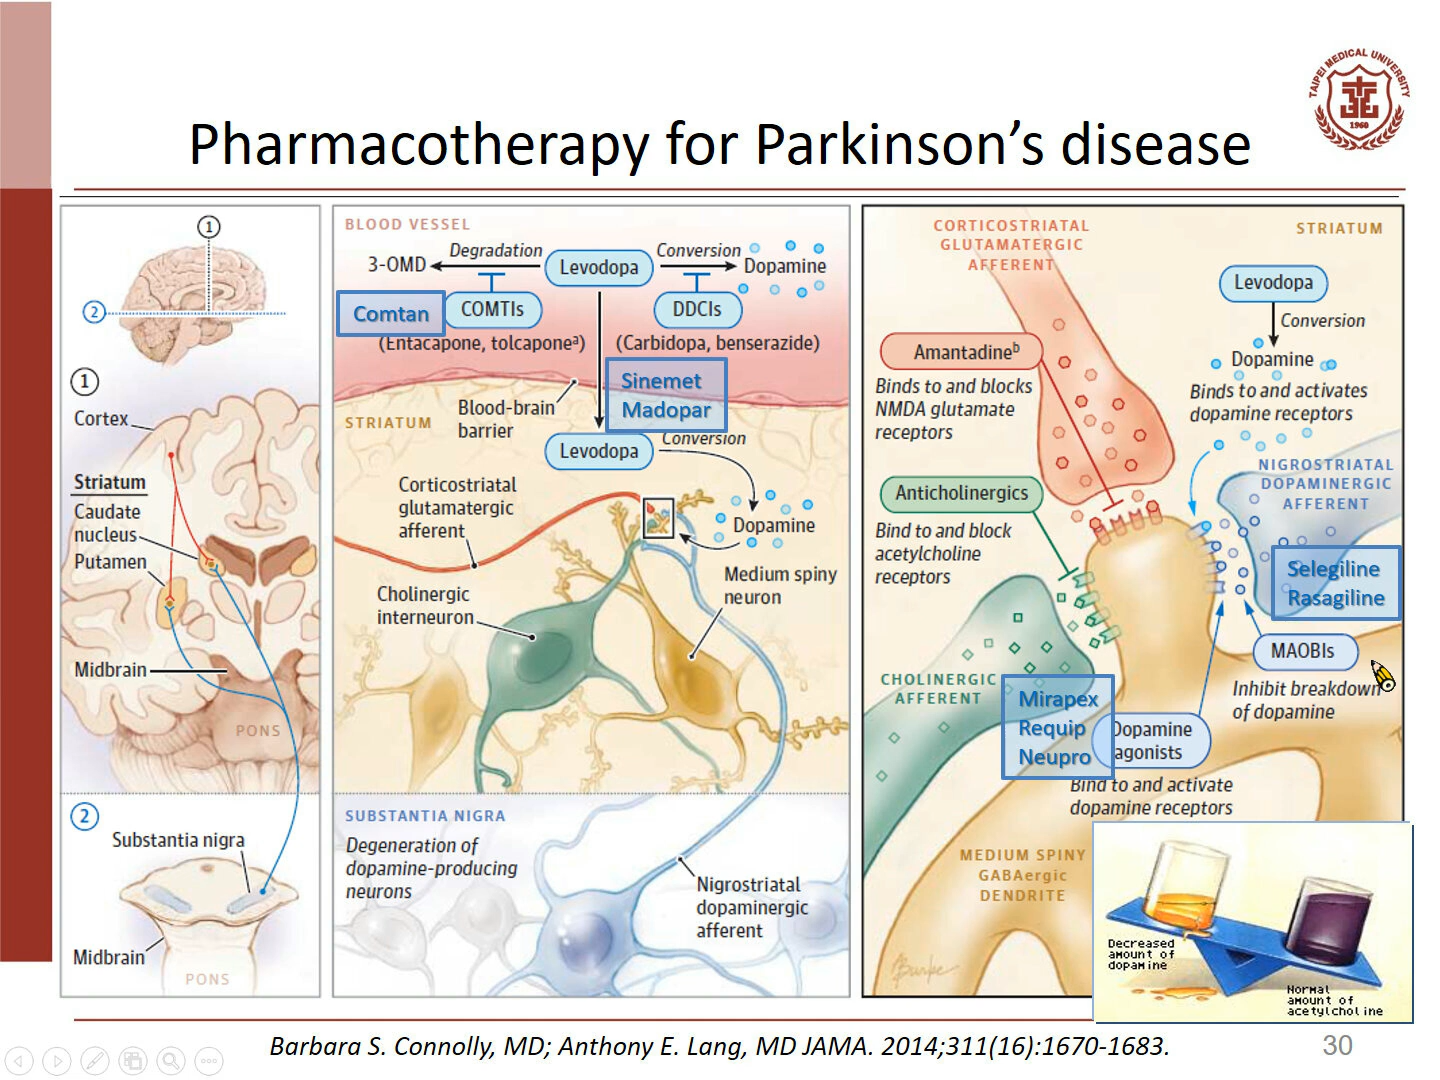 TAIPEI MEDICAL UNIVERSITY
1960
Pharmacotherapy for Parkinson’s disease
1
2
1
Cortex
Striatum
Caudate
nucleus
Putamen
Midbrain
PONS
2
Substantia nigra
Midbrain
PONS
BLOOD VESSEL
Degradation
Conversion
3-OMD
Levodopa
Dopamine
Comtan
COMTIs
DDCIs
(Entacapone, tolcaponeᵃ)
(Carbidopa, benserazide)
Sinemet
Madopar
Blood-brain
barrier
STRIATUM
Levodopa
Conversion
Corticostriatal
glutamatergic
afferent
Dopamine
Cholinergic
interneuron
Medium spiny
neuron
SUBSTANTIA NIGRA
Degeneration of
dopamine-producing
neurons
Nigrostriatal
dopaminergic
afferent
CORTICOSTRIATAL
GLUTAMATERGIC
AFFERENT
STRIATUM
Levodopa
Conversion
Dopamine
Binds to and activates
dopamine receptors
Amantadineᵇ
Binds to and blocks
NMDA glutamate
receptors
Anticholinergics
Bind to and block
acetylcholine
receptors
NIGROSTRIATAL
DOPAMINERGIC
AFFERENT
Selegiline
Rasagiline
MAOBIs
Inhibit breakdown
of dopamine
CHOLINERGIC
AFFERENT
Mirapex
Requip
Neupro
Dopamine
agonists
Bind to and activate
dopamine receptors
MEDIUM SPINY
GABAergic
DENDRITE
Decreased
amount of
dopamine
Normal
amount of
acetylcholine
Barbara S. Connolly, MD; Anthony E. Lang, MD JAMA. 2014;311(16):1670-1683.
30